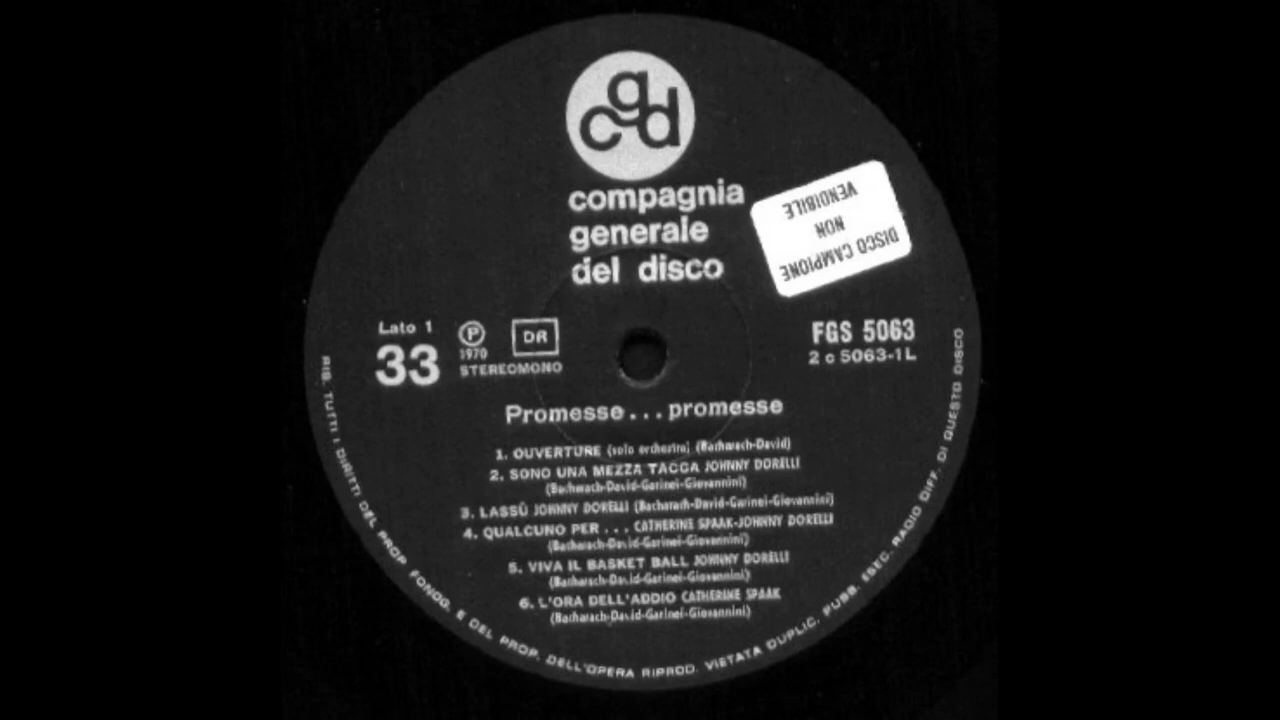 cgd
compagnia
generale
del disco
DISCO CAMPIONE
NON
VENDIBILE
Lato 1
33
P
1970
DR
STEREOMONO
FGS 5063
2 c 5063-1L
Promesse...promesse
1. OUVERTURE (solo orchestra) (Bacharach-David)
2. SONO UNA MEZZA TACCA JOHNNY DORELLI
(Bacharach-David-Garinei-Giovannini)
3. LASSÙ JOHNNY DORELLI (Bacharach-David-Garinei-Giovannini)
4. QUALCUNO PER... CATHERINE SPAAK-JOHNNY DORELLI
(Bacharach-David-Garinei-Giovannini)
5. VIVA IL BASKET BALL JOHNNY DORELLI
(Bacharach-David-Garinei-Giovannini)
6. L'ORA DELL'ADDIO CATHERINE SPAAK
(Bacharach-David-Garinei-Giovannini)
RIS. TUTTI I DIRITTI DEL PROP. FONOG. E DEL PROP. DELL'OPERA RIPROD. VIETATA DUPLIC. PUBB. ESEC. RADIO DIFF. DI QUESTO DISCO